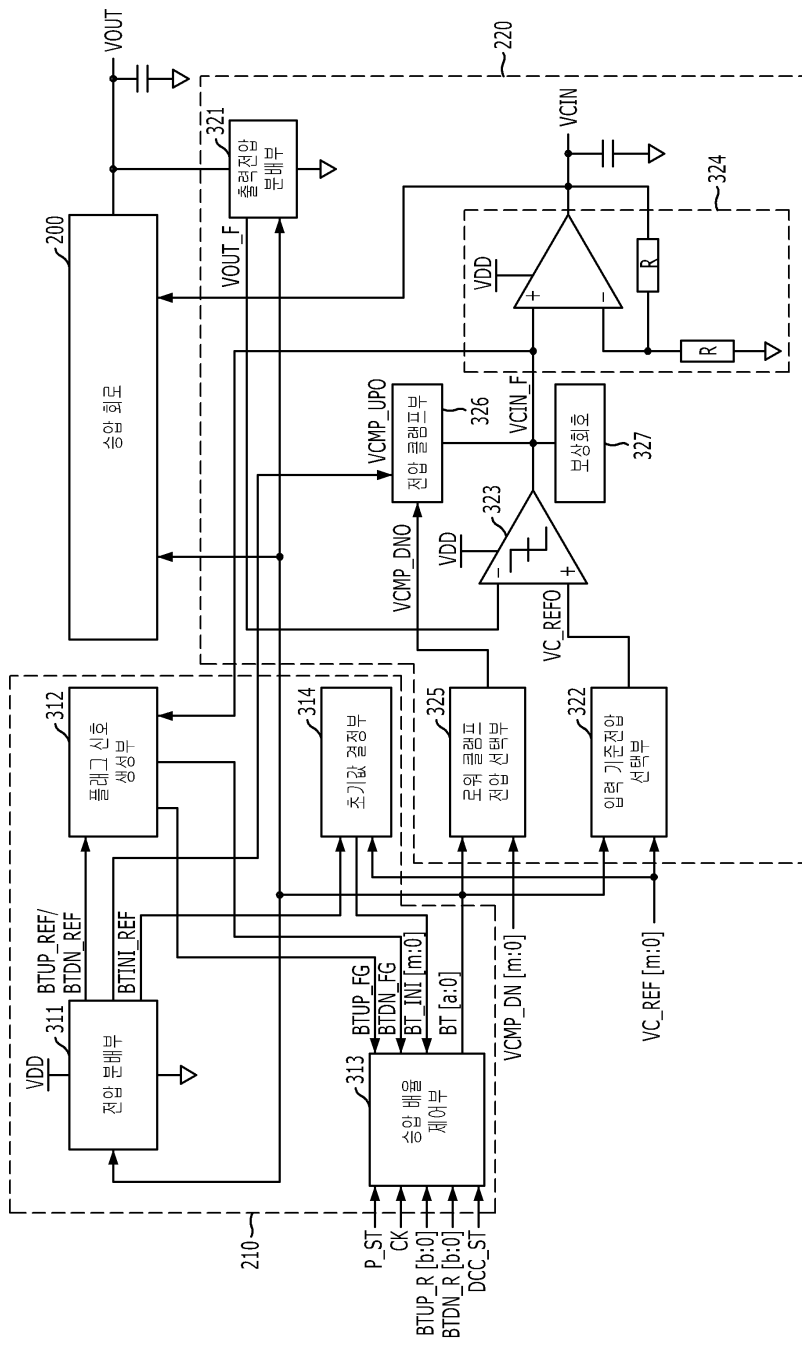 VOUT
220
200
승압 회로
321
출력전압
분배부
VOUT_F
VCIN
324
VDD
+
-
R
R
VCMP_UPO
326
전압 클램프부
VCIN_F
327
보상회호
VCMP_DNO
VDD
323
-
+
VC_REFO
312
플래그 신호
생성부
314
초기값 결정부
325
로워 클램프
전압 선택부
322
입력 기준전압
선택부
BTUP_REF/
BTDN_REF
BTINI_REF
VDD
311
전압 분배부
BTUP_FG
BTDN_FG
BT_INI [m:0]
BT [a:0]
VCMP_DN [m:0]
VC_REF [m:0]
313
승압 배율
제어부
210
P_ST
CK
BTUP_R [b:0]
BTDN_R [b:0]
DCC_ST